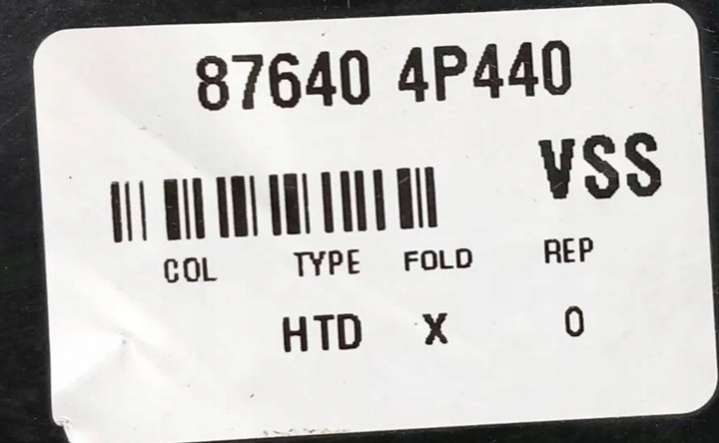 87640 4P440
VSS
COL TYPE FOLD REP
HTD X 0